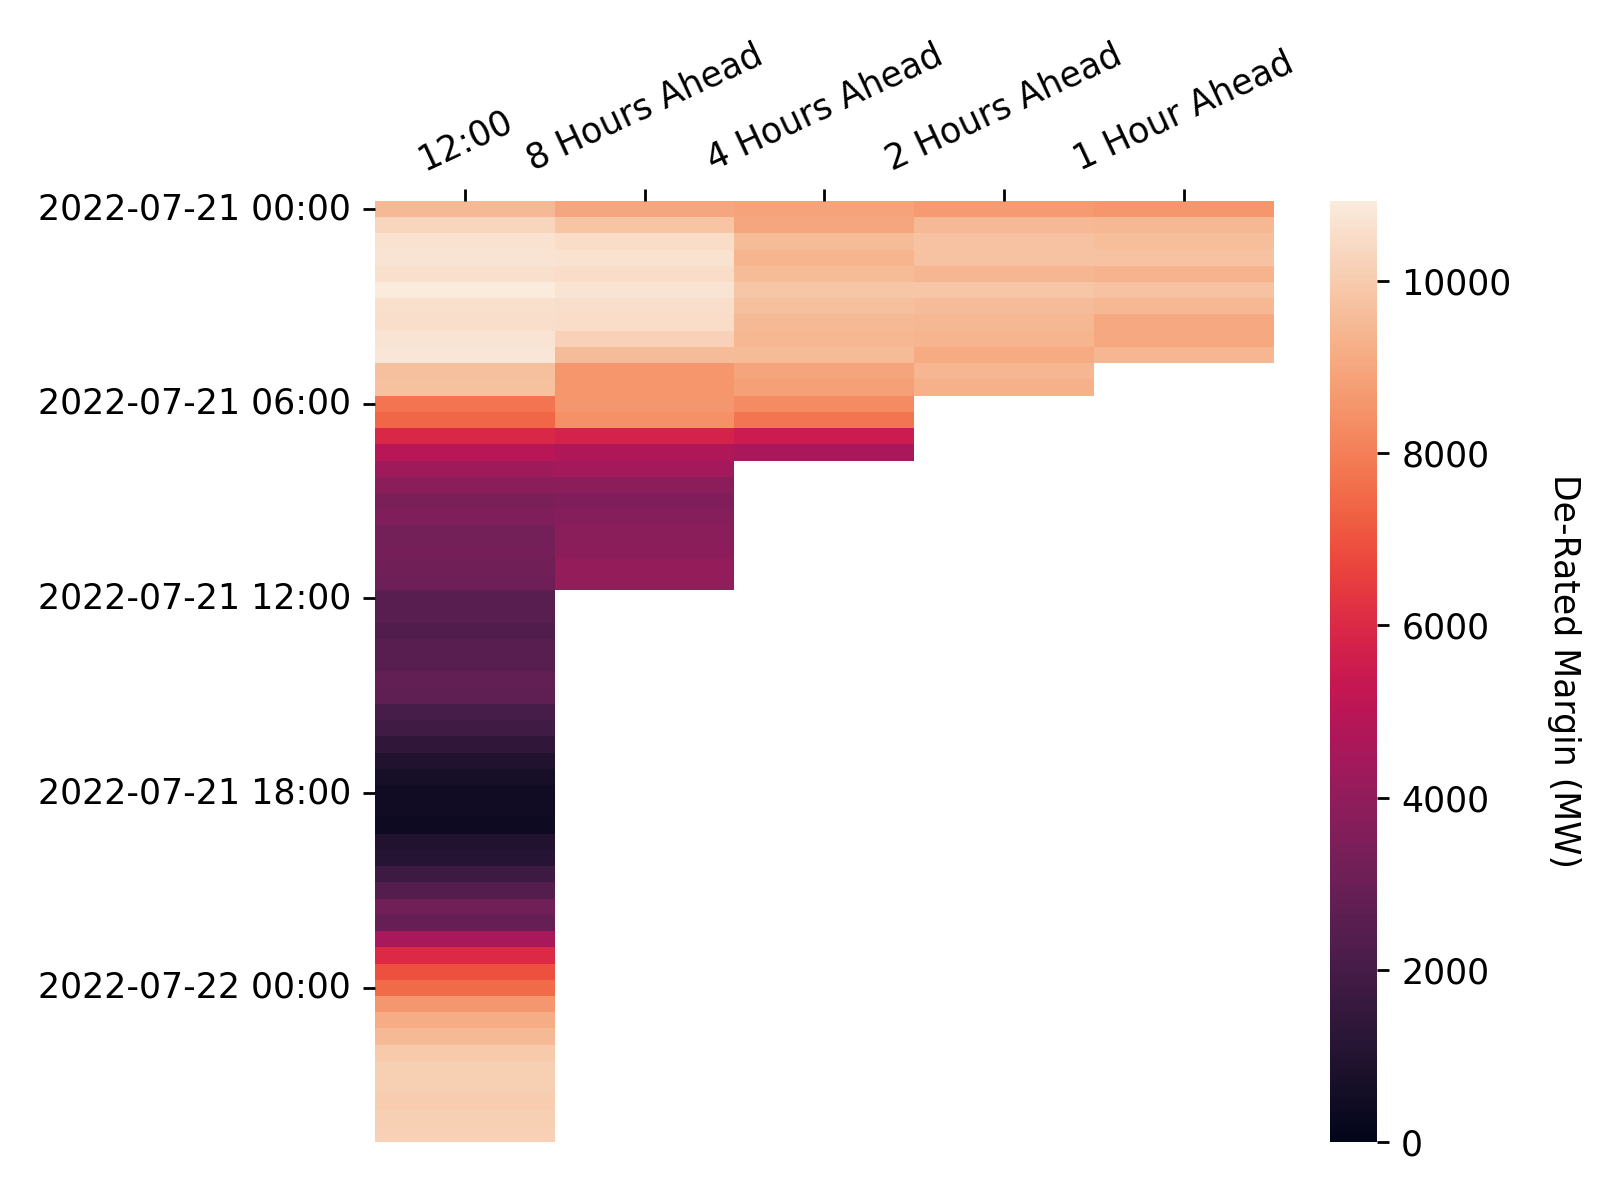 12:00
8 Hours Ahead
4 Hours Ahead
2 Hours Ahead
1 Hour Ahead
2022-07-21 00:00
2022-07-21 06:00
2022-07-21 12:00
2022-07-21 18:00
2022-07-22 00:00
10000
8000
6000
4000
2000
0
De-Rated Margin (MW)